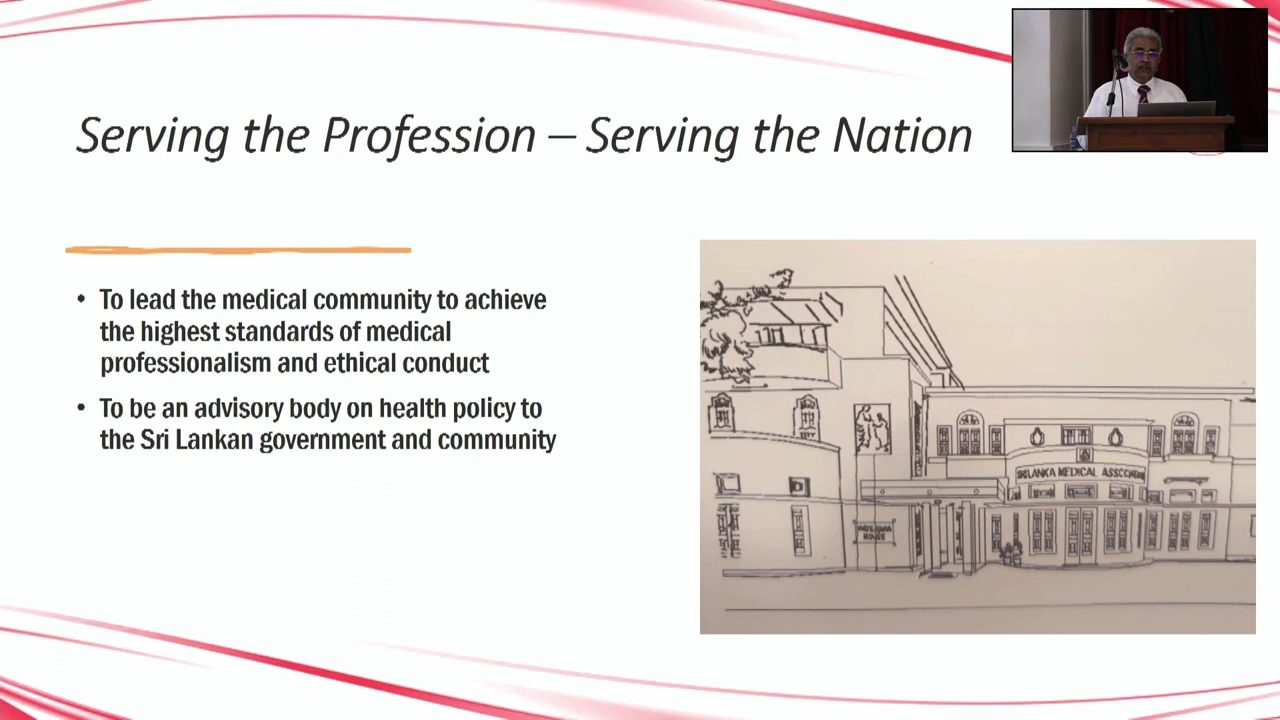 Serving the Profession – Serving the Nation
• To lead the medical community to achieve
the highest standards of medical
professionalism and ethical conduct
• To be an advisory body on health policy to
the Sri Lankan government and community
SRI LANKA MEDICAL ASSOCIATION
HOUSE